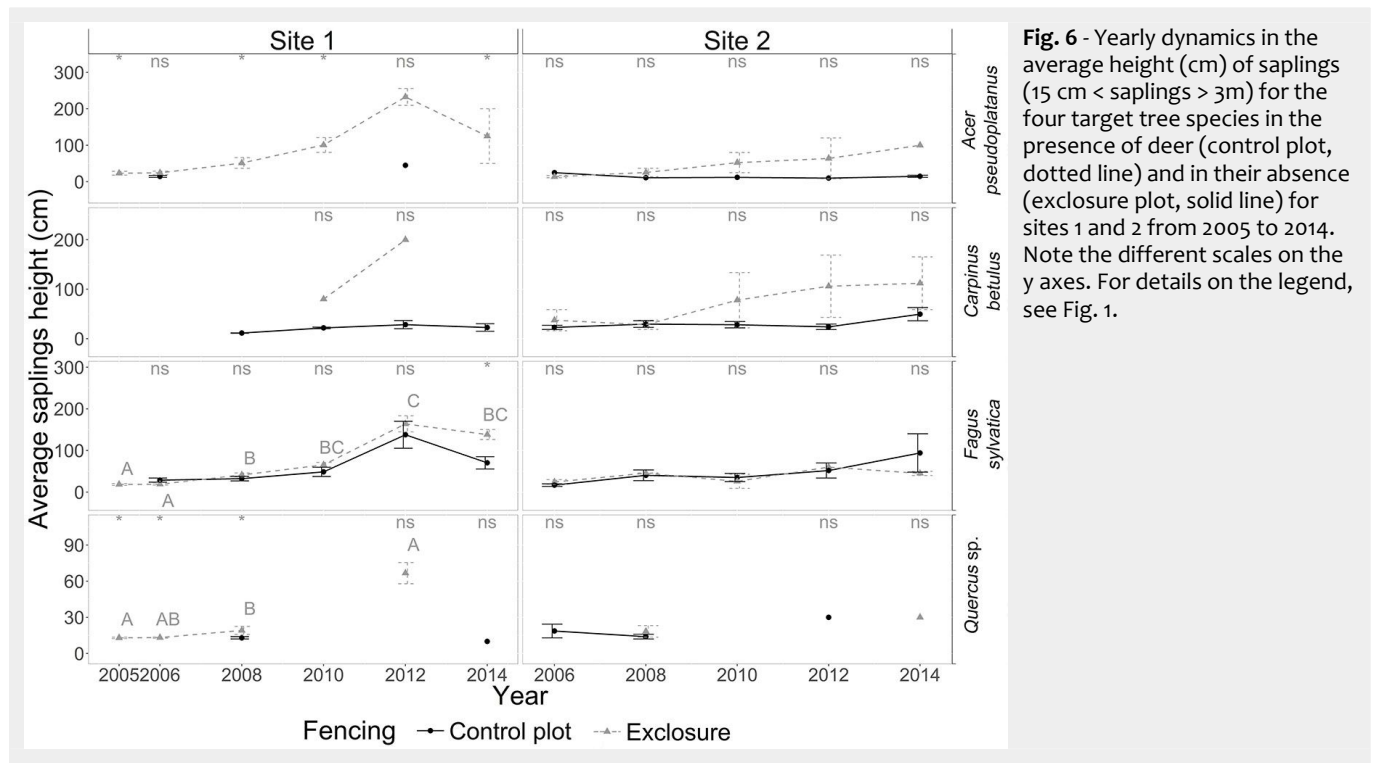 Site 1
Site 2
* ns * * ns *
ns ns ns ns ns
300
200
100
0
Acer
pseudoplatanus
ns ns
ns ns ns ns ns
200
100
0
Carpinus
betulus
ns ns ns ns *
ns ns ns ns ns
300
200
100
0
A A B BC C BC
Fagus
sylvatica
* * * ns ns
ns ns ns ns
90
60
30
0
A AB B A
Quercus sp.
Average saplings height (cm)
2005 2006 2008 2010 2012 2014
2006 2008 2010 2012 2014
Year
Fencing Control plot Exclosure
Fig. 6 - Yearly dynamics in the
average height (cm) of saplings
(15 cm < saplings > 3m) for the
four target tree species in the
presence of deer (control plot,
dotted line) and in their absence
(exclosure plot, solid line) for
sites 1 and 2 from 2005 to 2014.
Note the different scales on the
y axes. For details on the legend,
see Fig. 1.